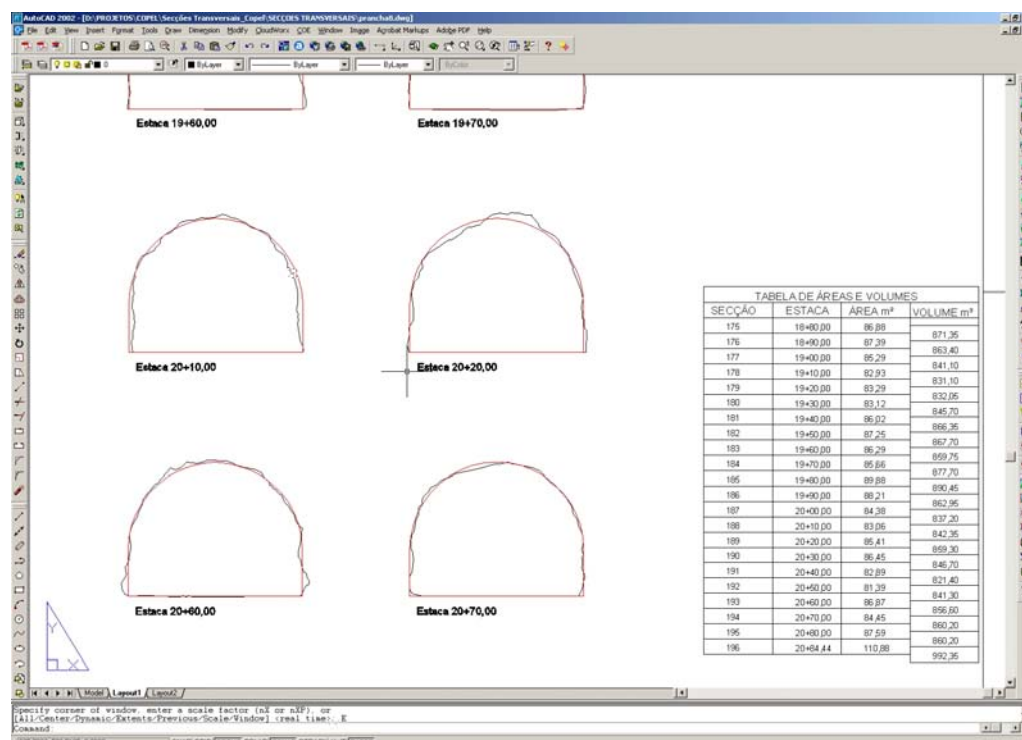 AutoCAD 2002 - [D:\PROJETOS\COPEL\Secções Transversais_Copel\SECÇOES TRANSVERSAIS\prancha8.dwg]
File Edit View Insert Format Tools Draw Dimension Modify CloudWorx COE Window Image Acrobat Markups Adobe PDF Help
0 ByLayer ByLayer ByLayer ByColor
Estaca 19+60,00 Estaca 19+70,00
Estaca 20+10,00 Estaca 20+20,00
Estaca 20+60,00 Estaca 20+70,00
TABELA DE ÁREAS E VOLUMES
SECÇÃO ESTACA ÁREA m² VOLUME m³
175 18+80,00 86,88
871,35
176 18+90,00 87,39
863,40
177 19+00,00 85,29
841,10
178 19+10,00 82,93
831,10
179 19+20,00 83,29
832,05
180 19+30,00 83,12
845,70
181 19+40,00 86,02
866,35
182 19+50,00 87,25
867,70
183 19+60,00 86,29
859,75
184 19+70,00 85,66
877,70
185 19+80,00 89,88
890,45
186 19+90,00 88,21
862,95
187 20+00,00 84,38
837,20
188 20+10,00 83,06
842,35
189 20+20,00 85,41
859,30
190 20+30,00 86,45
846,70
191 20+40,00 82,89
821,40
192 20+50,00 81,39
841,30
193 20+60,00 86,87
856,60
194 20+70,00 84,45
860,20
195 20+80,00 87,59
860,20
196 20+84,44 110,88
992,35
Y
X
Model Layout1 Layout2
Specify corner of window, enter a scale factor (nX or nXP), or
[All/Center/Dynamic/Extents/Previous/Scale/Window] <real time>: E
Command: